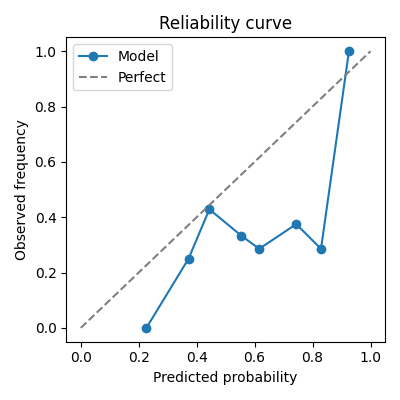 Reliability curve
Model
Perfect
Observed frequency
1.0
0.8
0.6
0.4
0.2
0.0
0.0 0.2 0.4 0.6 0.8 1.0
Predicted probability